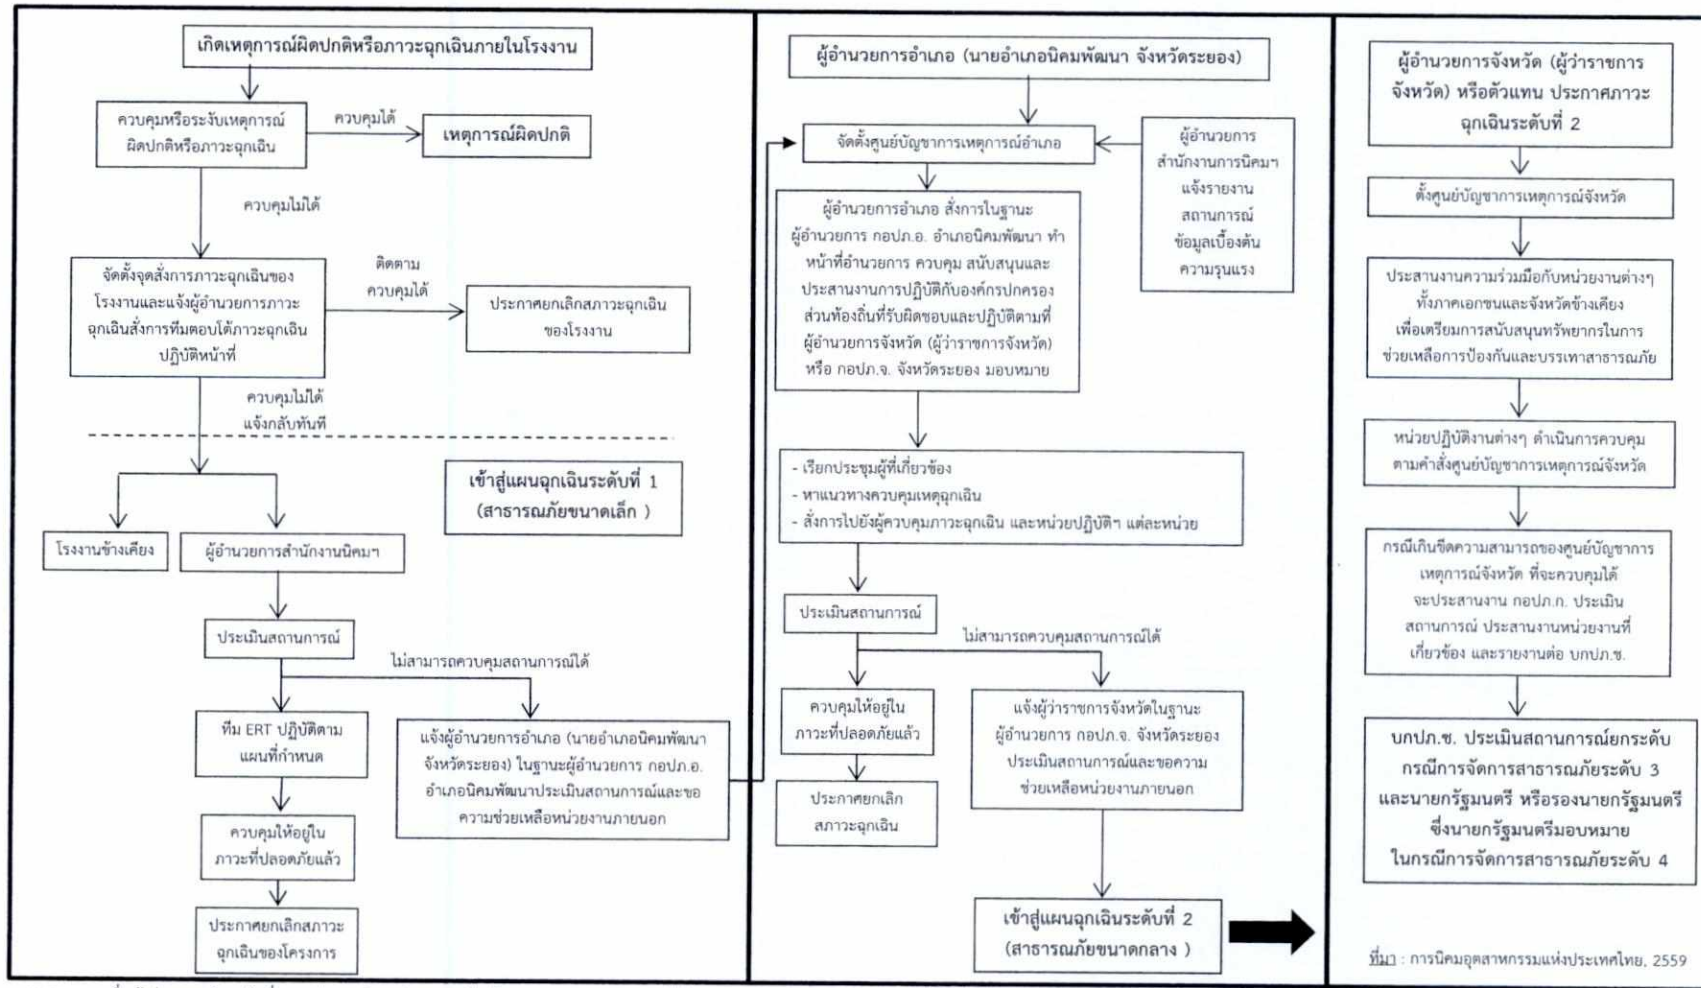 เกิดเหตุการณ์ผิดปกติหรือภาวะฉุกเฉินภายในโรงงาน
ควบคุมหรือระงับเหตุการณ์
ผิดปกติหรือภาวะฉุกเฉิน
ควบคุมได้
เหตุการณ์ผิดปกติ
ควบคุมไม่ได้
จัดตั้งจุดสั่งการภาวะฉุกเฉินของ
โรงงานและแจ้งผู้อำนวยการภาวะ
ฉุกเฉินสั่งการทีมตอบโต้ภาวะฉุกเฉิน
ปฏิบัติหน้าที่
ติดตาม
ควบคุมได้
ประกาศยกเลิกสภาวะฉุกเฉิน
ของโรงงาน
ควบคุมไม่ได้
แจ้งกลับทันที
เข้าสู่แผนฉุกเฉินระดับที่ 1
(สาธารณภัยขนาดเล็ก )
โรงงานข้างเคียง
ผู้อำนวยการสำนักงานนิคมฯ
ประเมินสถานการณ์
ไม่สามารถควบคุมสถานการณ์ได้
ทีม ERT ปฏิบัติตาม
แผนที่กำหนด
แจ้งผู้อำนวยการอำเภอ (นายอำเภอนิคมพัฒนา
จังหวัดระยอง) ในฐานะผู้อำนวยการ กอปภ.อ.
อำเภอนิคมพัฒนาประเมินสถานการณ์และขอ
ความช่วยเหลือหน่วยงานภายนอก
ควบคุมให้อยู่ใน
ภาวะที่ปลอดภัยแล้ว
ประกาศยกเลิกสภาวะ
ฉุกเฉินของโครงการ
ผู้อำนวยการอำเภอ (นายอำเภอนิคมพัฒนา จังหวัดระยอง)
จัดตั้งศูนย์บัญชาการเหตุการณ์อำเภอ
ผู้อำนวยการ
สำนักงานการนิคมฯ
แจ้งรายงาน
สถานการณ์
ข้อมูลเบื้องต้น
ความรุนแรง
ผู้อำนวยการอำเภอ สั่งการในฐานะ
ผู้อำนวยการ กอปภ.อ. อำเภอนิคมพัฒนา ทำ
หน้าที่อำนวยการ ควบคุม สนับสนุนและ
ประสานงานการปฏิบัติกับองค์กรปกครอง
ส่วนท้องถิ่นที่รับผิดชอบและปฏิบัติตามที่
ผู้อำนวยการจังหวัด (ผู้ว่าราชการจังหวัด)
หรือ กอปภ.จ. จังหวัดระยอง มอบหมาย
- เรียกประชุมผู้ที่เกี่ยวข้อง
- หาแนวทางควบคุมเหตุฉุกเฉิน
- สั่งการไปยังผู้ควบคุมภาวะฉุกเฉิน และหน่วยปฏิบัติฯ แต่ละหน่วย
ประเมินสถานการณ์
ไม่สามารถควบคุมสถานการณ์ได้
ควบคุมให้อยู่ใน
ภาวะที่ปลอดภัยแล้ว
ประกาศยกเลิก
สภาวะฉุกเฉิน
แจ้งผู้ว่าราชการจังหวัดในฐานะ
ผู้อำนวยการ กอปภ.จ. จังหวัดระยอง
ประเมินสถานการณ์และขอความ
ช่วยเหลือหน่วยงานภายนอก
เข้าสู่แผนฉุกเฉินระดับที่ 2
(สาธารณภัยขนาดกลาง )
ผู้อำนวยการจังหวัด (ผู้ว่าราชการ
จังหวัด) หรือตัวแทน ประกาศภาวะ
ฉุกเฉินระดับที่ 2
ตั้งศูนย์บัญชาการเหตุการณ์จังหวัด
ประสานงานความร่วมมือกับหน่วยงานต่างๆ
ทั้งภาคเอกชนและจังหวัดข้างเคียง
เพื่อเตรียมการสนับสนุนทรัพยากรในการ
ช่วยเหลือการป้องกันและบรรเทาสาธารณภัย
หน่วยปฏิบัติงานต่างๆ ดำเนินการควบคุม
ตามคำสั่งศูนย์บัญชาการเหตุการณ์จังหวัด
กรณีเกินขีดความสามารถของศูนย์บัญชาการ
เหตุการณ์จังหวัด ที่จะควบคุมได้
จะประสานงาน กอปภ.ก. ประเมิน
สถานการณ์ ประสานงานหน่วยงานที่
เกี่ยวข้อง และรายงานต่อ บกปภ.ช.
บกปภ.ช. ประเมินสถานการณ์ยกระดับ
กรณีการจัดการสาธารณภัยระดับ 3
และนายกรัฐมนตรี หรือรองนายกรัฐมนตรี
ซึ่งนายกรัฐมนตรีมอบหมาย
ในกรณีการจัดการสาธารณภัยระดับ 4
ที่มา : การนิคมอุตสาหกรรมแห่งประเทศไทย, 2559